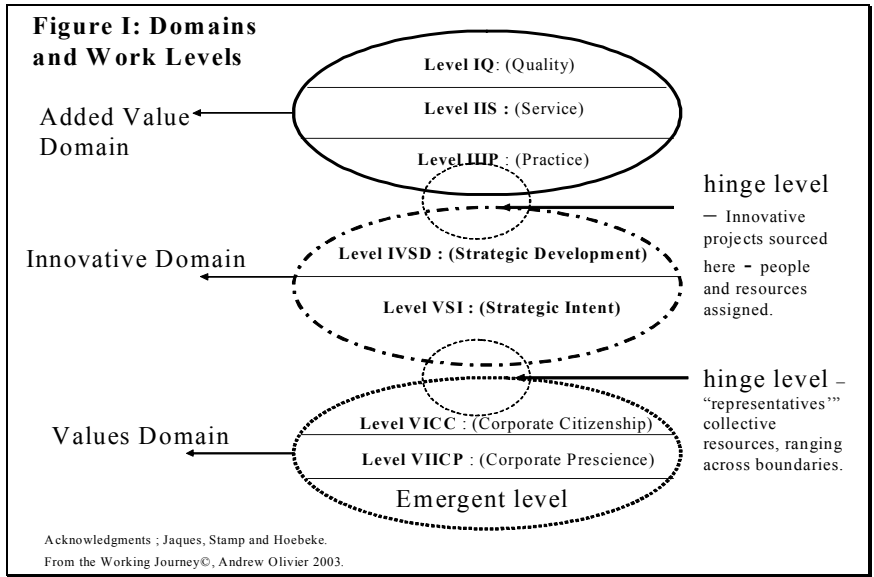 Figure I: Domains
and Work Levels
Level IQ: (Quality)
Level IIS : (Service)
Level IIIP : (Practice)
Added Value
Domain
hinge level
– Innovative
projects sourced
here - people
and resources
assigned.
Level IVSD : (Strategic Development)
Level VSI : (Strategic Intent)
Innovative Domain
hinge level –
“representatives’”
collective
resources, ranging
across boundaries.
Level VICC : (Corporate Citizenship)
Level VIICP : (Corporate Prescience)
Emergent level
Values Domain
Acknowledgments ; Jaques, Stamp and Hoebeke.
From the Working Journey©, Andrew Olivier 2003.